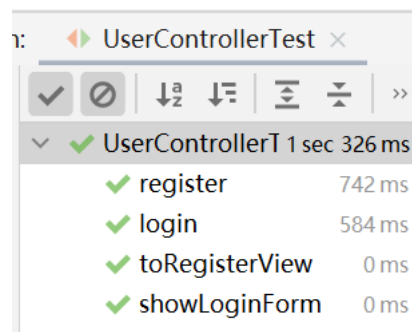 n: UserControllerTest
UserControllerT 1 sec 326 ms
register 742 ms
login 584 ms
toRegisterView 0 ms
showLoginForm 0 ms